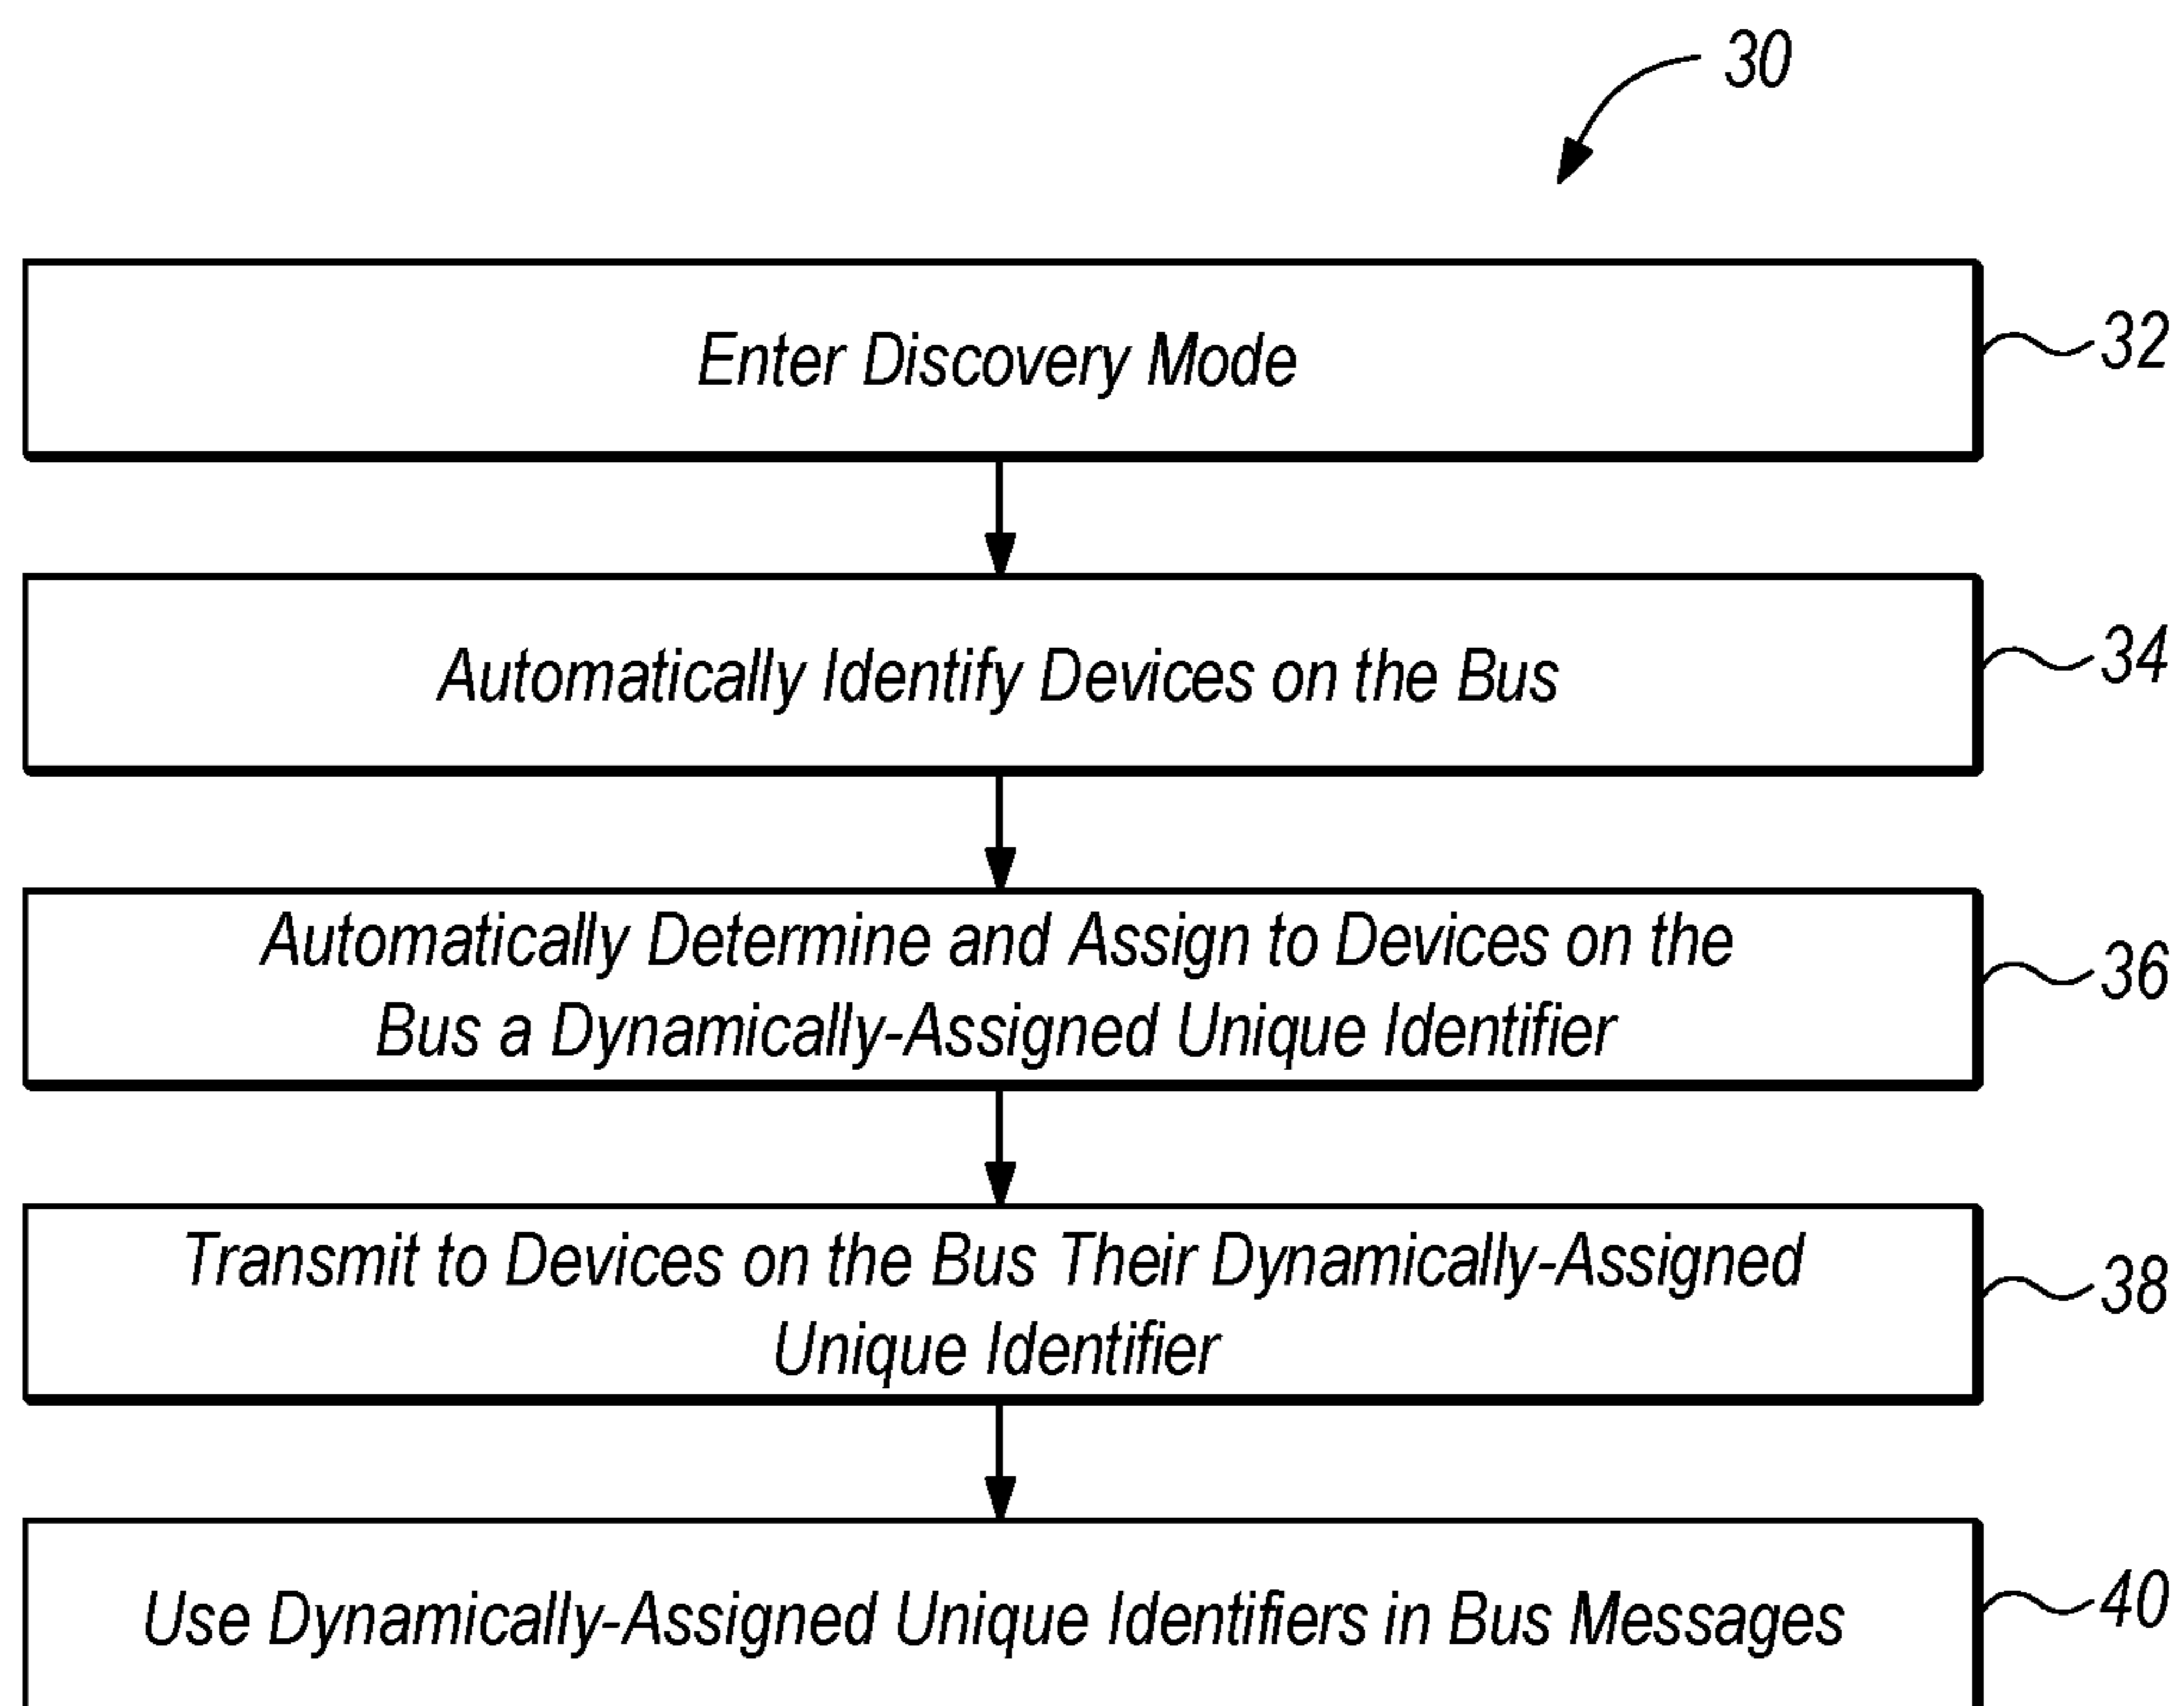 30
Enter Discovery Mode
32
Automatically Identify Devices on the Bus
34
Automatically Determine and Assign to Devices on the
Bus a Dynamically-Assigned Unique Identifier
36
Transmit to Devices on the Bus Their Dynamically-Assigned
Unique Identifier
38
Use Dynamically-Assigned Unique Identifiers in Bus Messages
40